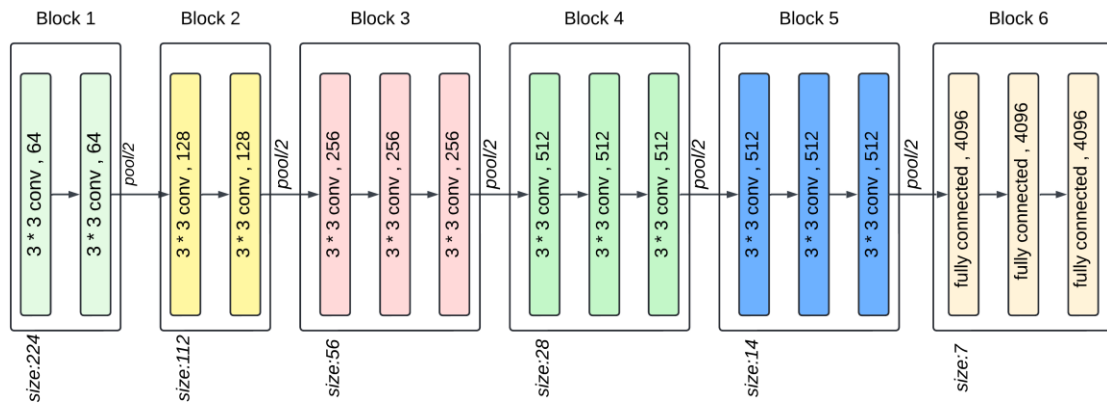 Block 1
Block 2
Block 3
Block 4
Block 5
Block 6
3 * 3 conv , 64
3 * 3 conv , 64
pool/2
3 * 3 conv , 128
3 * 3 conv , 128
pool/2
3 * 3 conv , 256
3 * 3 conv , 256
3 * 3 conv , 256
pool/2
3 * 3 conv , 512
3 * 3 conv , 512
3 * 3 conv , 512
pool/2
3 * 3 conv , 512
3 * 3 conv , 512
3 * 3 conv , 512
pool/2
fully connected , 4096
fully connected , 4096
fully connected , 4096
size:224
size:112
size:56
size:28
size:14
size:7